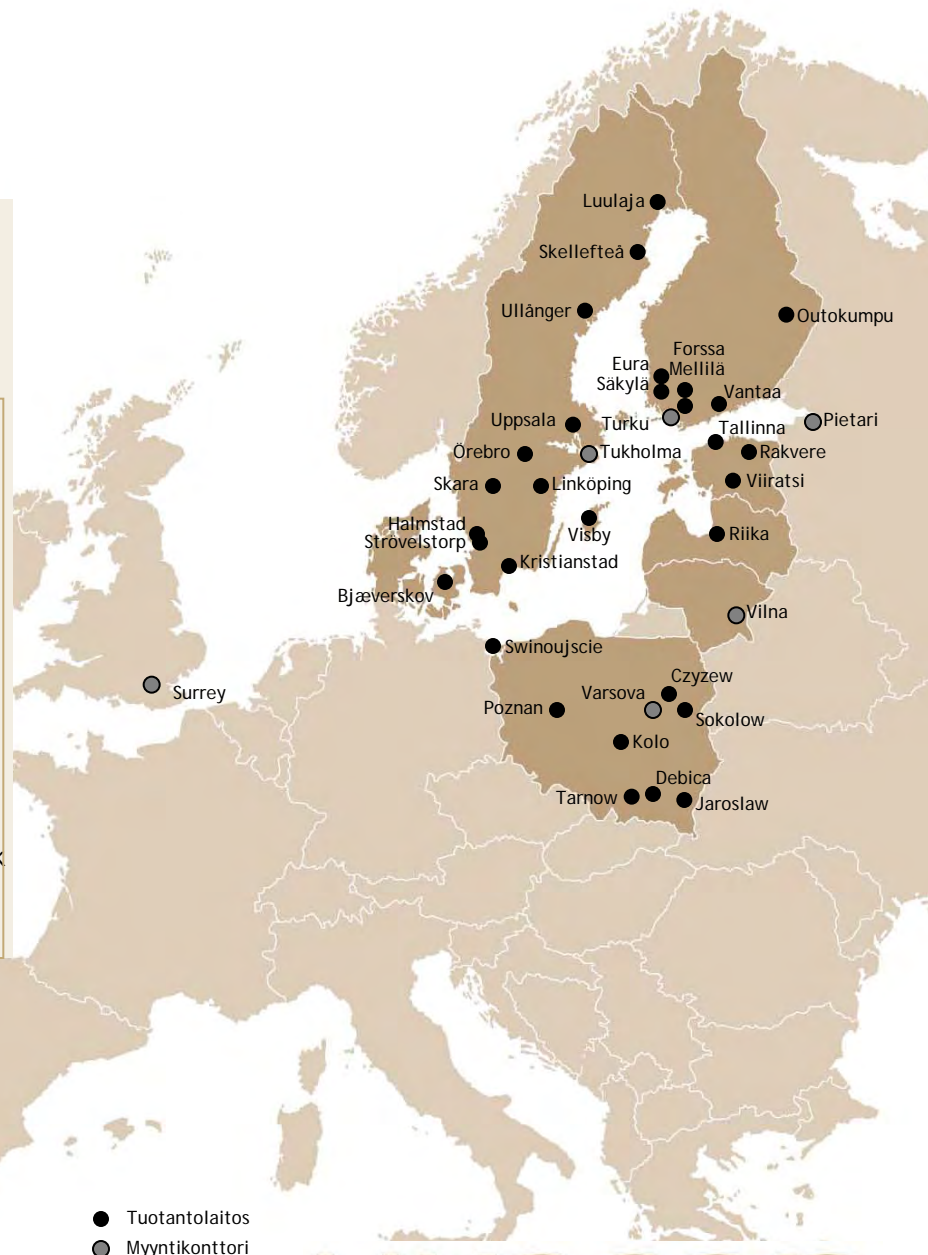 Luulaja
Skellefteå
Ullånger
Outokumpu
Forssa
Eura
Mellilä
Säkylä
Vantaa
Uppsala
Turku
Pietari
Tallinna
Örebro
Tukholma
Rakvere
Skara
Linköping
Viiratsi
Halmstad
Visby
Riika
Strövelstorp
Kristianstad
Bjæverskov
Vilna
Swinoujscie
Czyzew
Surrey
Varsova
Poznan
Sokolow
Kolo
Debica
Tarnow
Jaroslaw
Tuotantolaitos
Myyntikonttori